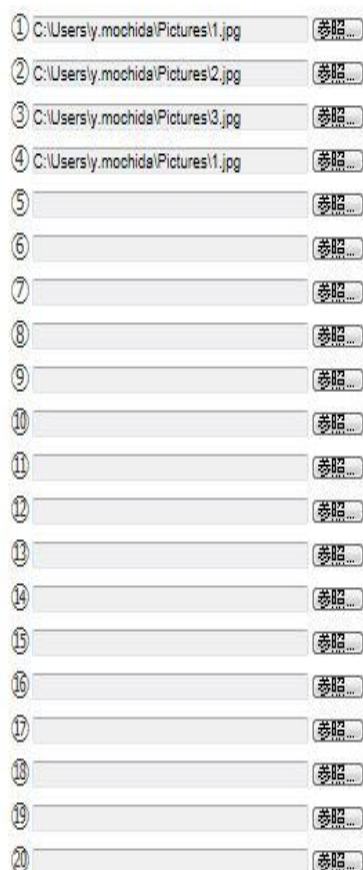 ① C:\Users\y.mochida\Pictures\1.jpg 参照...
② C:\Users\y.mochida\Pictures\2.jpg 参照...
③ C:\Users\y.mochida\Pictures\3.jpg 参照...
④ C:\Users\y.mochida\Pictures\1.jpg 参照...
⑤ 参照...
⑥ 参照...
⑦ 参照...
⑧ 参照...
⑨ 参照...
⑩ 参照...
⑪ 参照...
⑫ 参照...
⑬ 参照...
⑭ 参照...
⑮ 参照...
⑯ 参照...
⑰ 参照...
⑱ 参照...
⑲ 参照...
⑳ 参照...